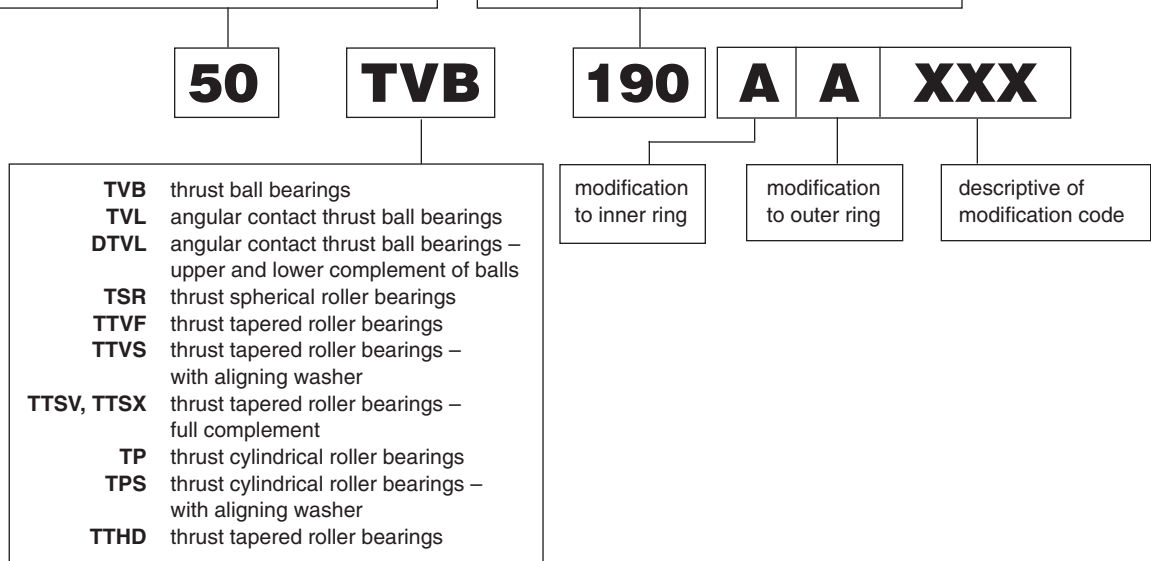 50 TVB 190 A A XXX
TVB thrust ball bearings
TVL angular contact thrust ball bearings
DTVL angular contact thrust ball bearings –
upper and lower complement of balls
TSR thrust spherical roller bearings
TTVF thrust tapered roller bearings
TTVS thrust tapered roller bearings –
with aligning washer
TTSV, TTSX thrust tapered roller bearings –
full complement
TP thrust cylindrical roller bearings
TPS thrust cylindrical roller bearings –
with aligning washer
TTHD thrust tapered roller bearings
modification
to inner ring
modification
to outer ring
descriptive of
modification code